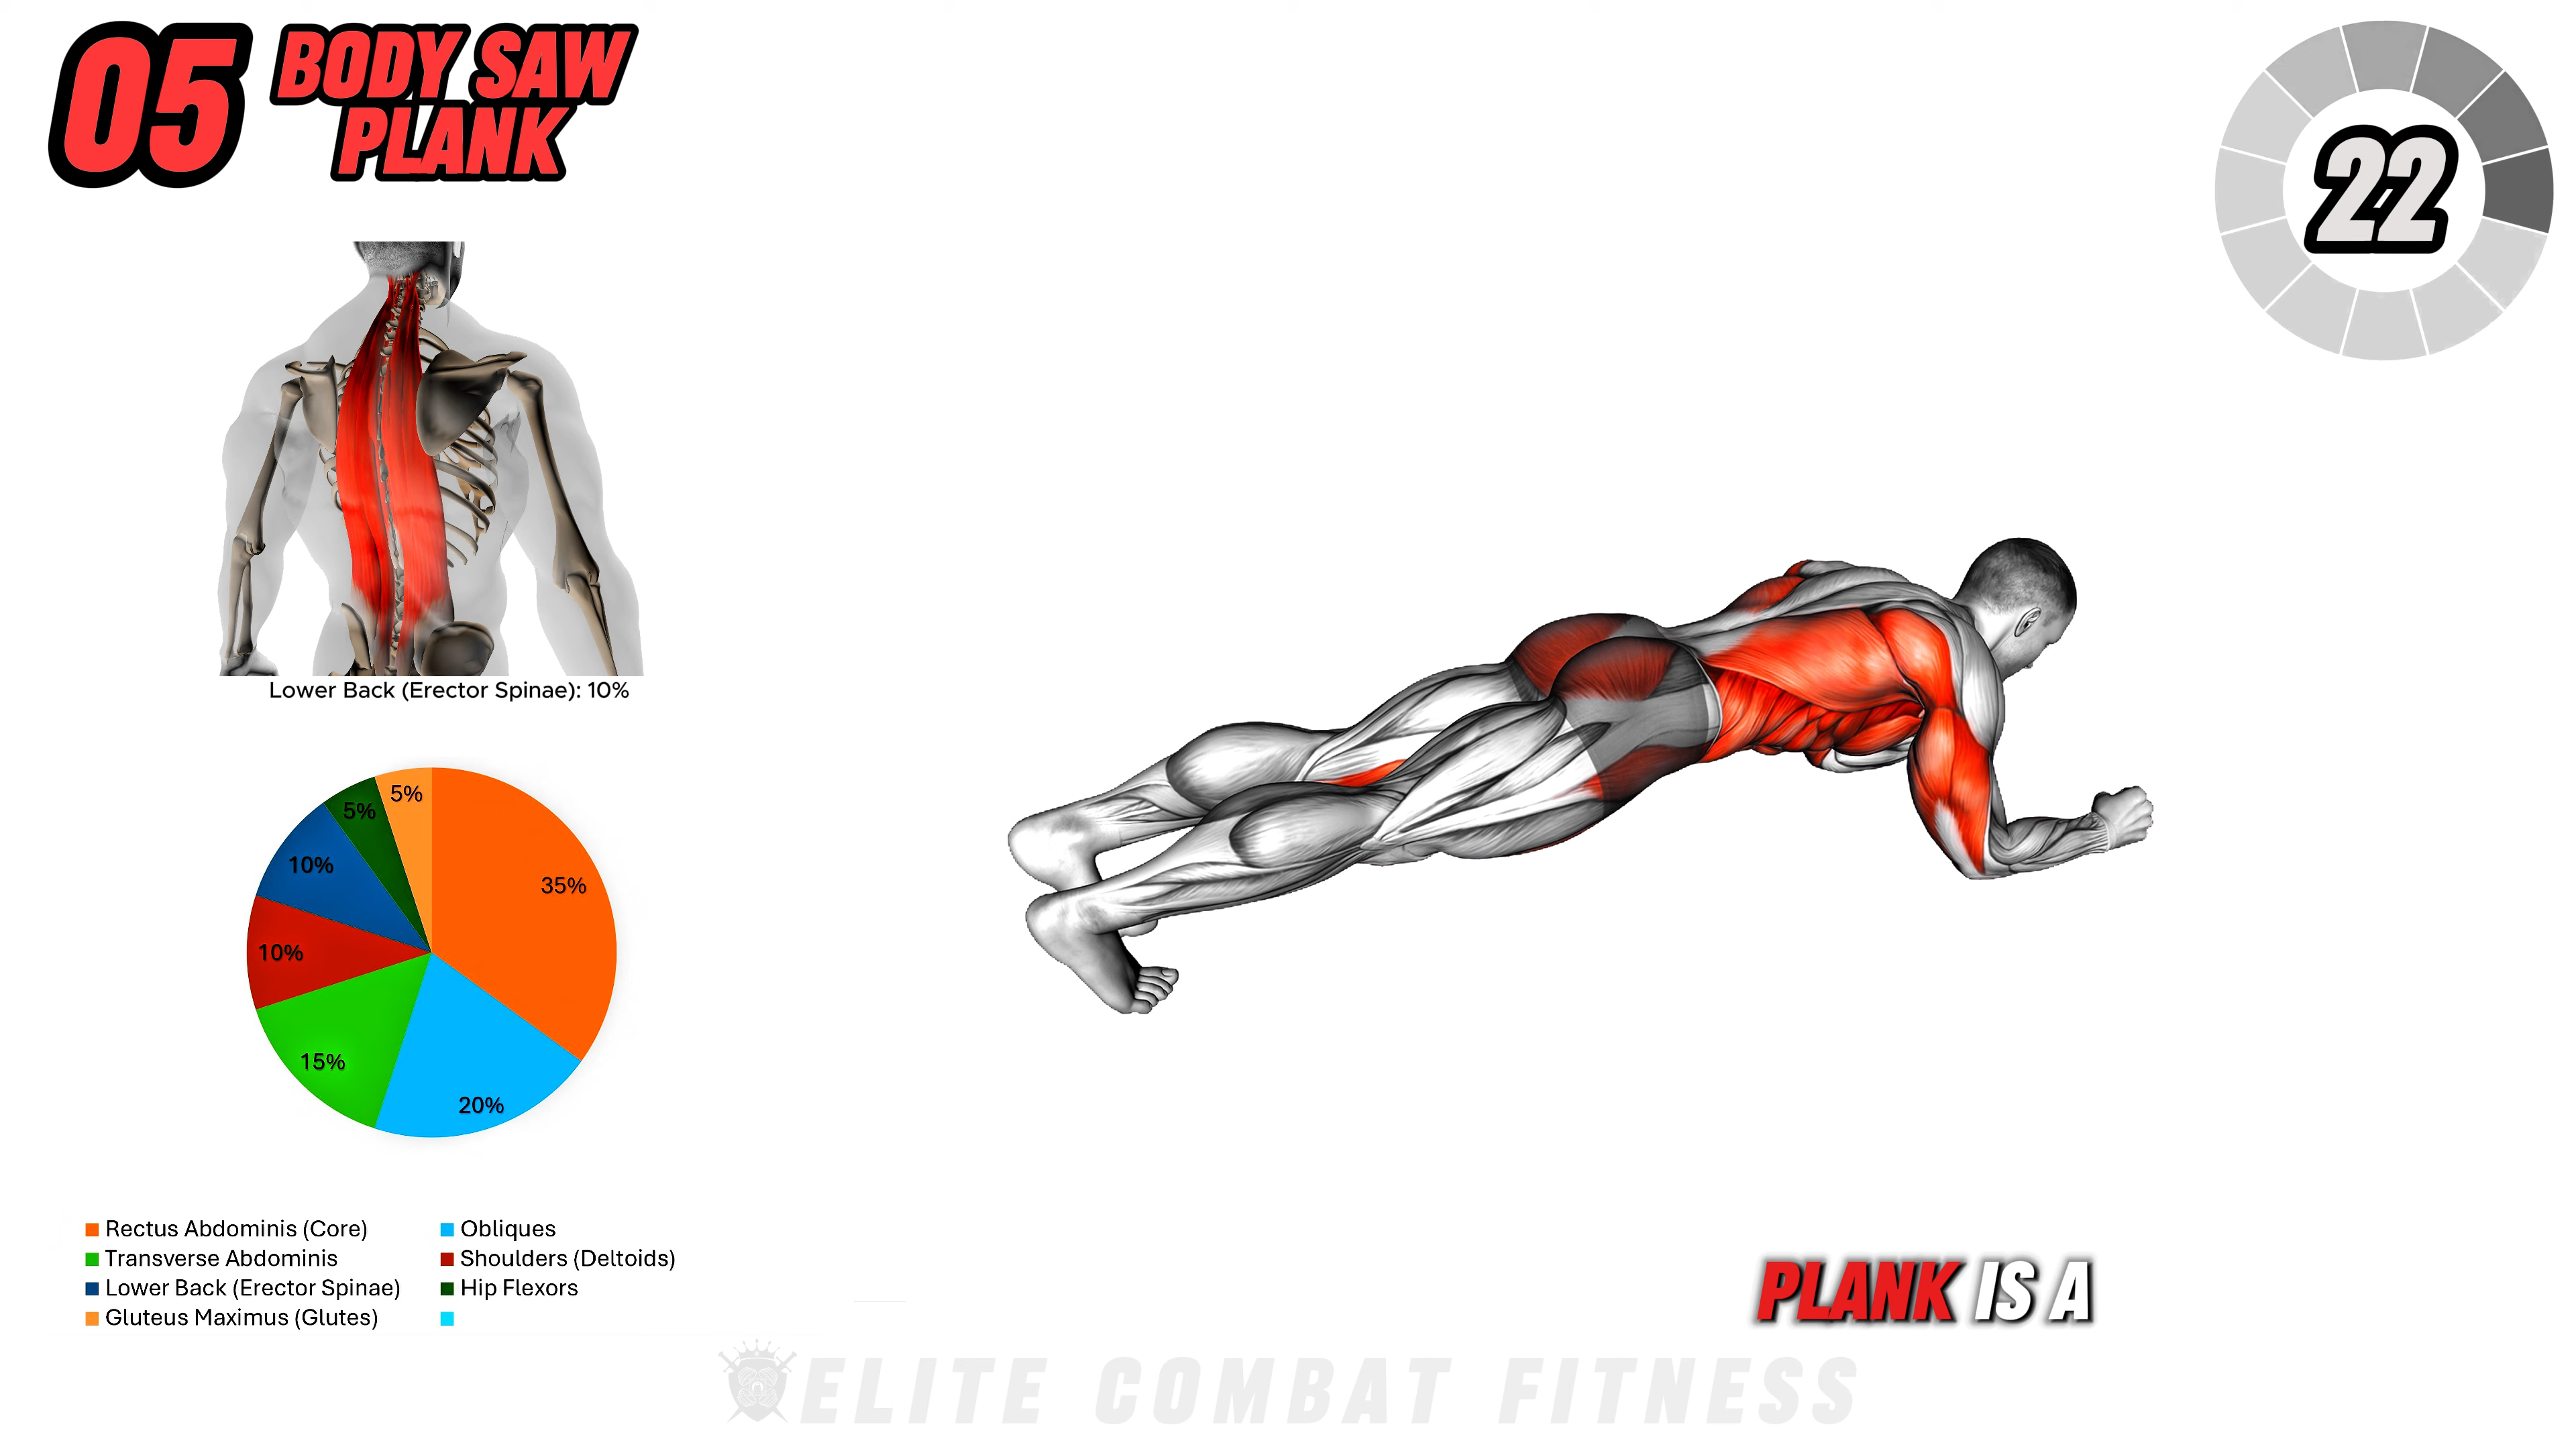 05
BODY SAW
PLANK
22
Lower Back (Erector Spinae): 10%
5%
5%
35%
10%
10%
15%
20%
Rectus Abdominis (Core)
Obliques
Transverse Abdominis
Shoulders (Deltoids)
Lower Back (Erector Spinae)
Hip Flexors
Gluteus Maximus (Glutes)
PLANK IS A
ELITE COMBAT FITNESS